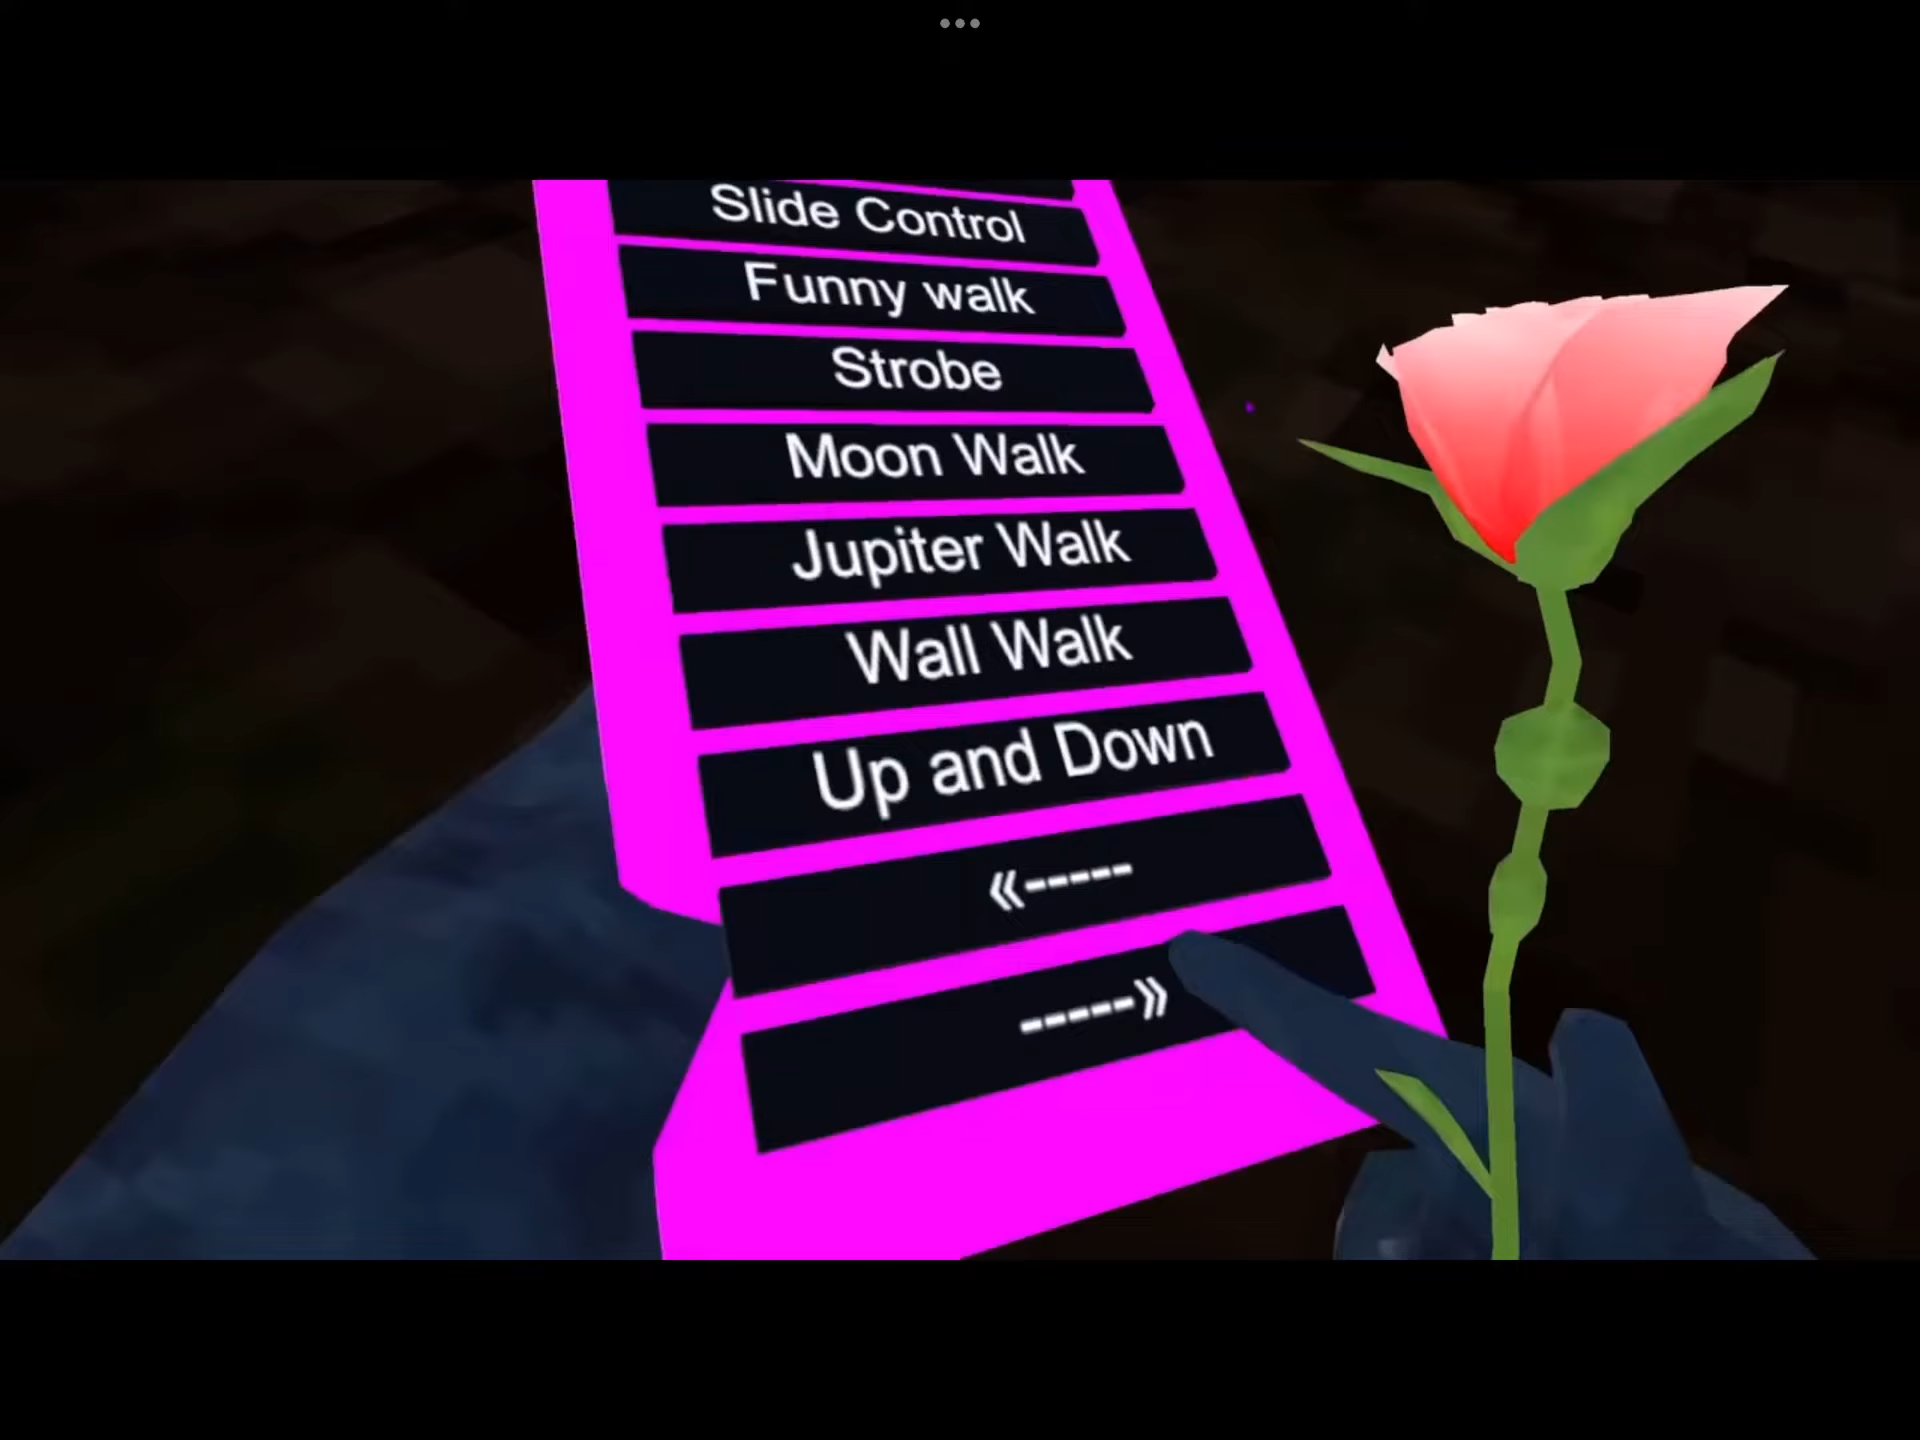 Slide Control
Funny walk
Strobe
Moon Walk
Jupiter Walk
Wall Walk
Up and Down
«-----
-----»